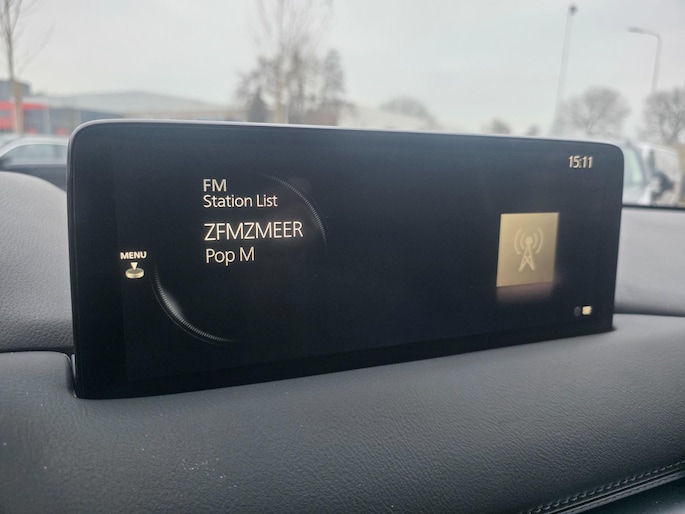 15:11
FM
Station List
ZFMZMEER
Pop M
MENU